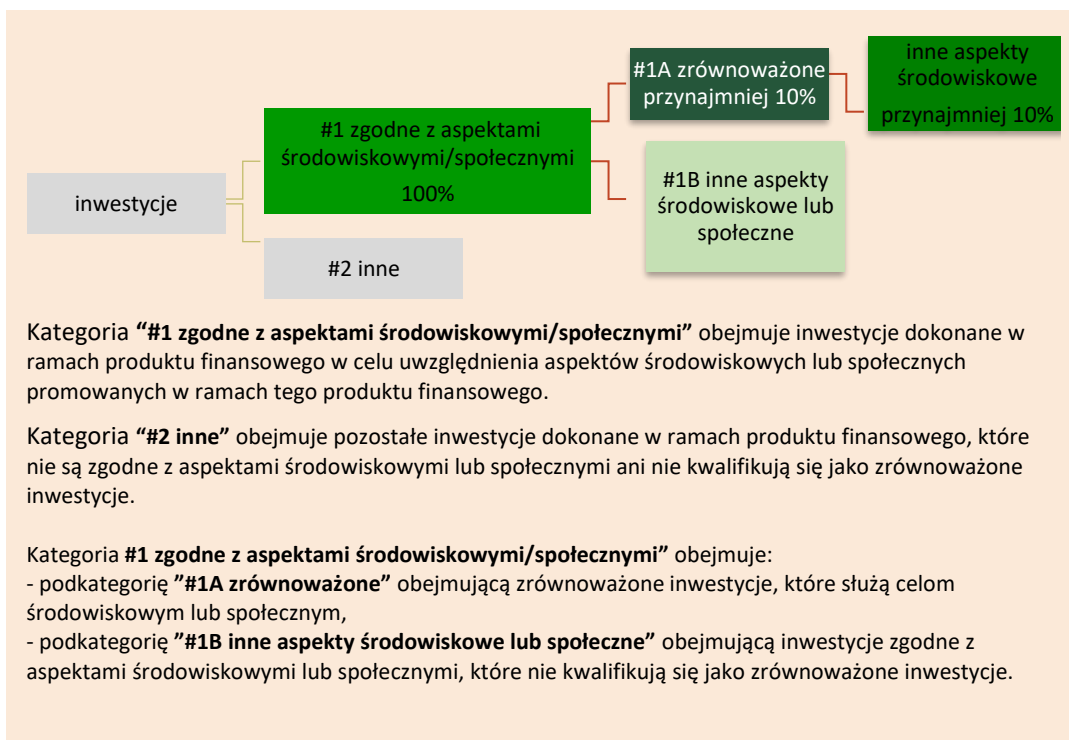 inwestycje
#1 zgodne z aspektami
środowiskowymi/społecznymi
100%
#2 inne
#1A zrównoważone
przynajmniej 10%
#1B inne aspekty
środowiskowe lub
społeczne
inne aspekty
środowiskowe
przynajmniej 10%
Kategoria “#1 zgodne z aspektami środowiskowymi/społecznymi” obejmuje inwestycje dokonane w
ramach produktu finansowego w celu uwzględnienia aspektów środowiskowych lub społecznych
promowanych w ramach tego produktu finansowego.
Kategoria “#2 inne” obejmuje pozostałe inwestycje dokonane w ramach produktu finansowego, które
nie są zgodne z aspektami środowiskowymi lub społecznymi ani nie kwalifikują się jako zrównoważone
inwestycje.
Kategoria #1 zgodne z aspektami środowiskowymi/społecznymi” obejmuje:
- podkategorię ”#1A zrównoważone” obejmującą zrównoważone inwestycje, które służą celom
środowiskowym lub społecznym,
- podkategorię ”#1B inne aspekty środowiskowe lub społeczne” obejmującą inwestycje zgodne z
aspektami środowiskowymi lub społecznymi, które nie kwalifikują się jako zrównoważone inwestycje.